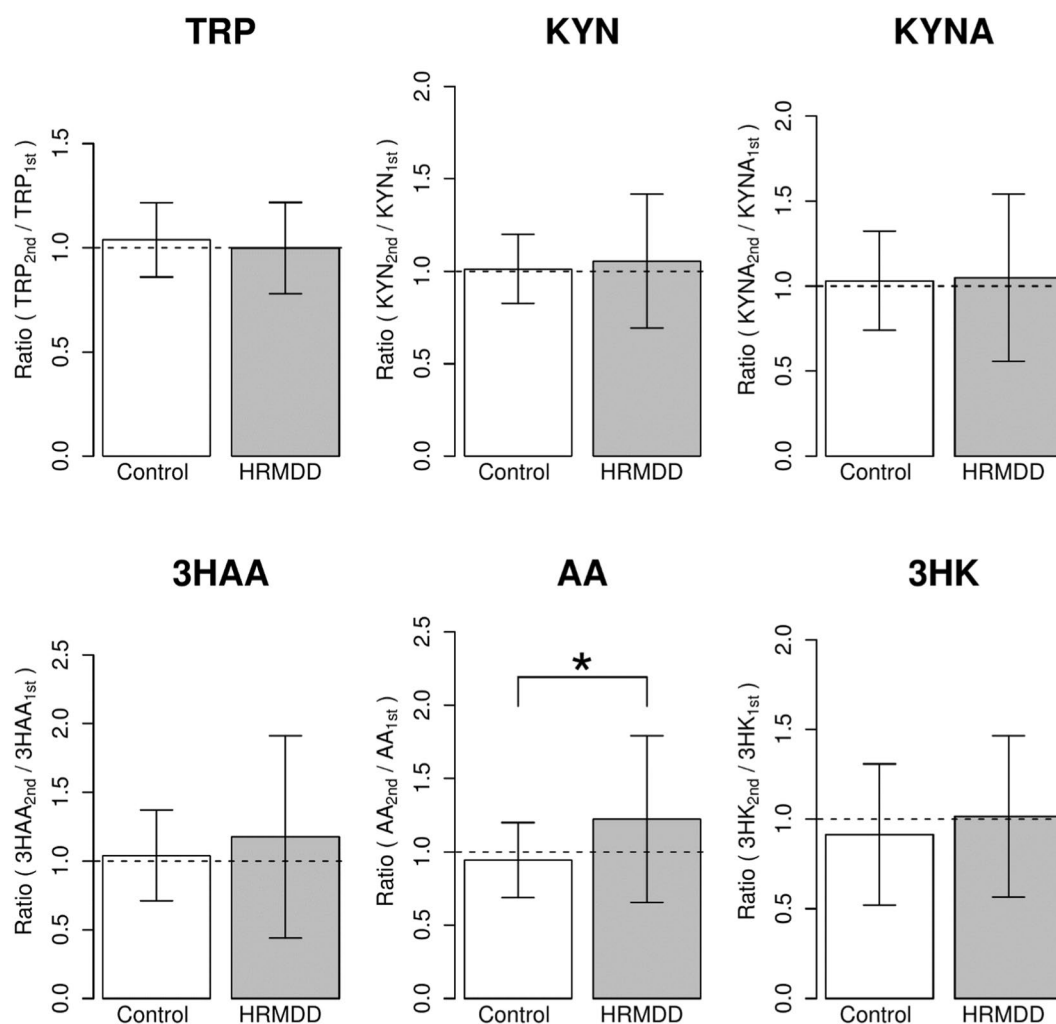 TRP
Ratio ( TRP2nd / TRP1st )
0.0 0.5 1.0 1.5
Control HRMDD
KYN
Ratio ( KYN2nd / KYN1st )
0.0 0.5 1.0 1.5 2.0
Control HRMDD
KYNA
Ratio ( KYNA2nd / KYNA1st )
0.0 0.5 1.0 1.5 2.0
Control HRMDD
3HAA
Ratio ( 3HAA2nd / 3HAA1st )
0.0 0.5 1.0 1.5 2.0 2.5
Control HRMDD
AA
Ratio ( AA2nd / AA1st )
0.0 0.5 1.0 1.5 2.0 2.5
*
Control HRMDD
3HK
Ratio ( 3HK2nd / 3HK1st )
0.0 0.5 1.0 1.5 2.0
Control HRMDD